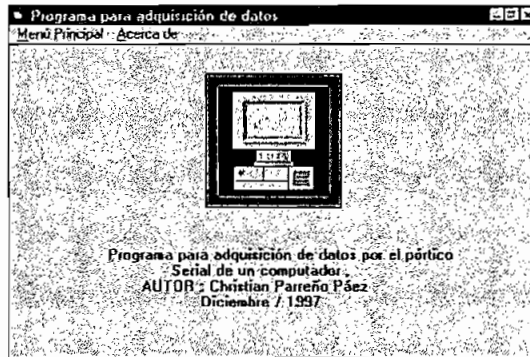 Programa para adquisición de datos
Menú Principal Acerca de
Programa para adquisición de datos por el pórtico
Serial de un computador.
AUTOR : Christian Parreño Páez
Diciembre / 1997